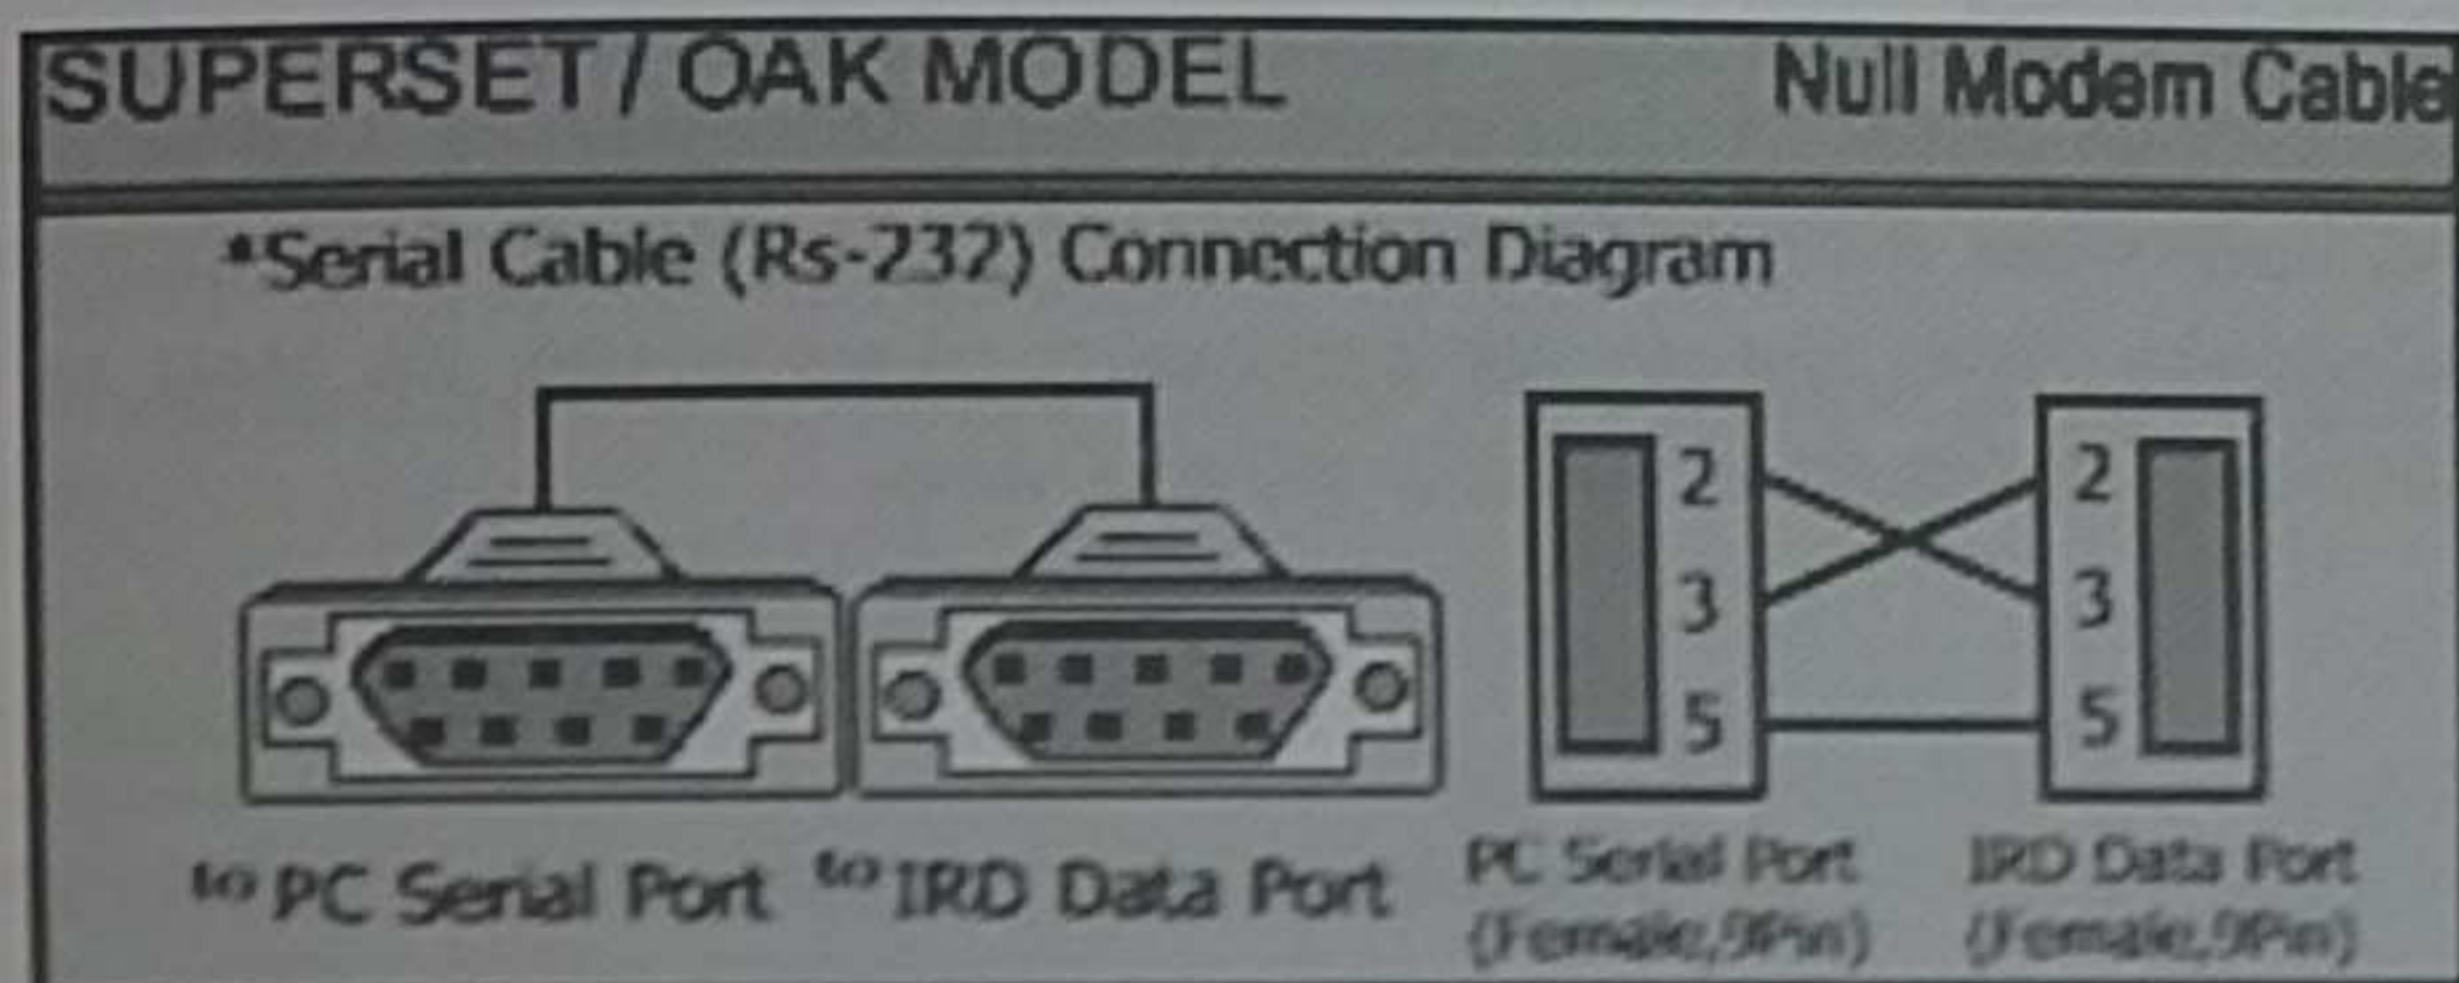 SUPERSET / OAK MODEL
Null Modem Cable
*Serial Cable (Rs-232) Connection Diagram
2
3
5
2
3
5
to PC Serial Port
to IRD Data Port
PC Serial Port
(Female,9Pin)
IRD Data Port
(Female,9Pin)